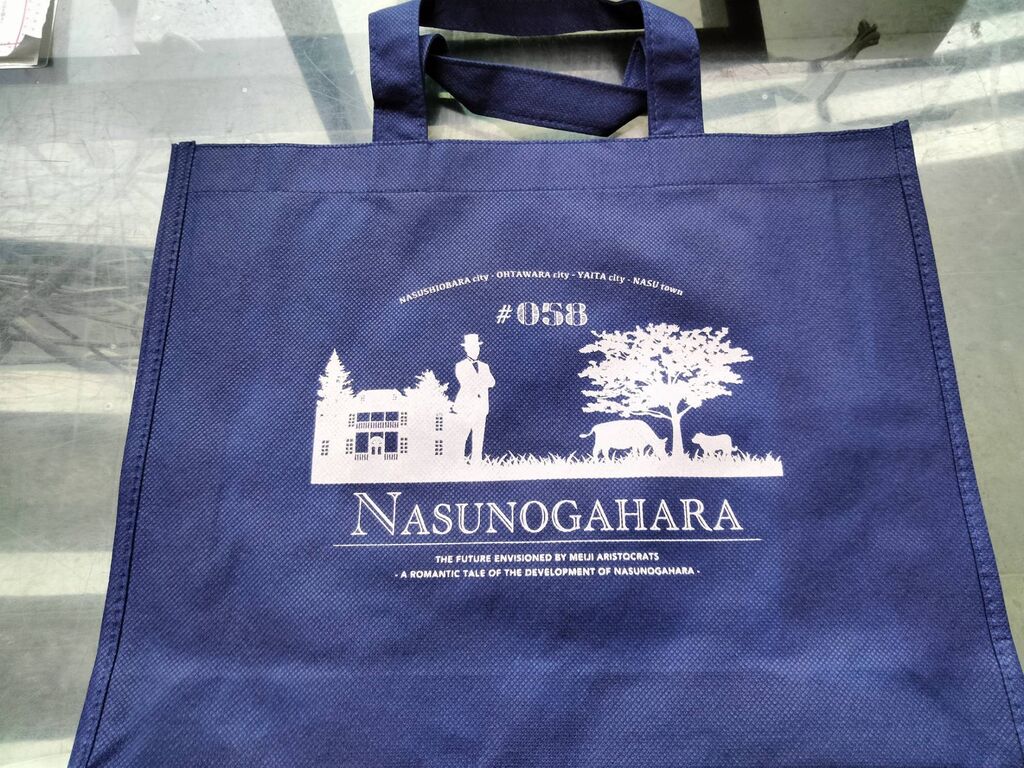 NASUSHIOBARA city - OHTAWARA city - YAITA city - NASU town
#058
NASUNOGAHARA
THE FUTURE ENVISIONED BY MEIJI ARISTOCRATS
- A ROMANTIC TALE OF THE DEVELOPMENT OF NASUNOGAHARA -